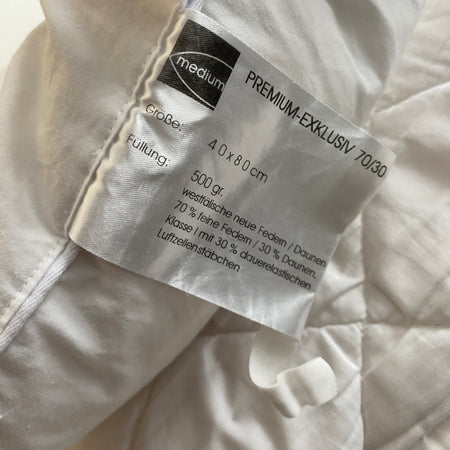 medium
PREMIUM-EXKLUSIV 70/30
Größe:
40x80 cm
Füllung:
500 gr.
westfälische neue Federn / Daunen
70 % feine Federn / 30 % Daunen,
Klasse I mit 30 % dauerelastischen
Luftzellenstäbchen